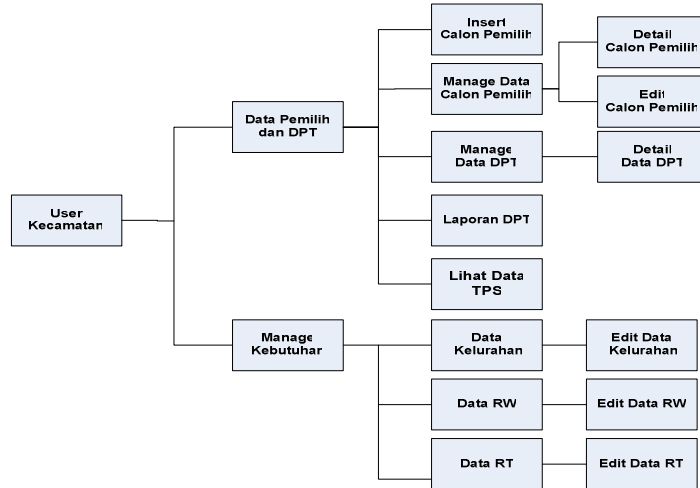 Insert
Calon Pemilih
Detail
Calon Pemilih
Manage Data
Calon Pemilih
Edit
Calon Pemilih
Data Pemilih
dan DPT
Manage
Data DPT
Detail
Data DPT
User
Kecamatan
Laporan DPT
Lihat Data
TPS
Manage
Kebutuhar
Data
Kelurahan
Edit Data
Kelurahan
Data RW
Edit Data RW
Data RT
Edit Data RT